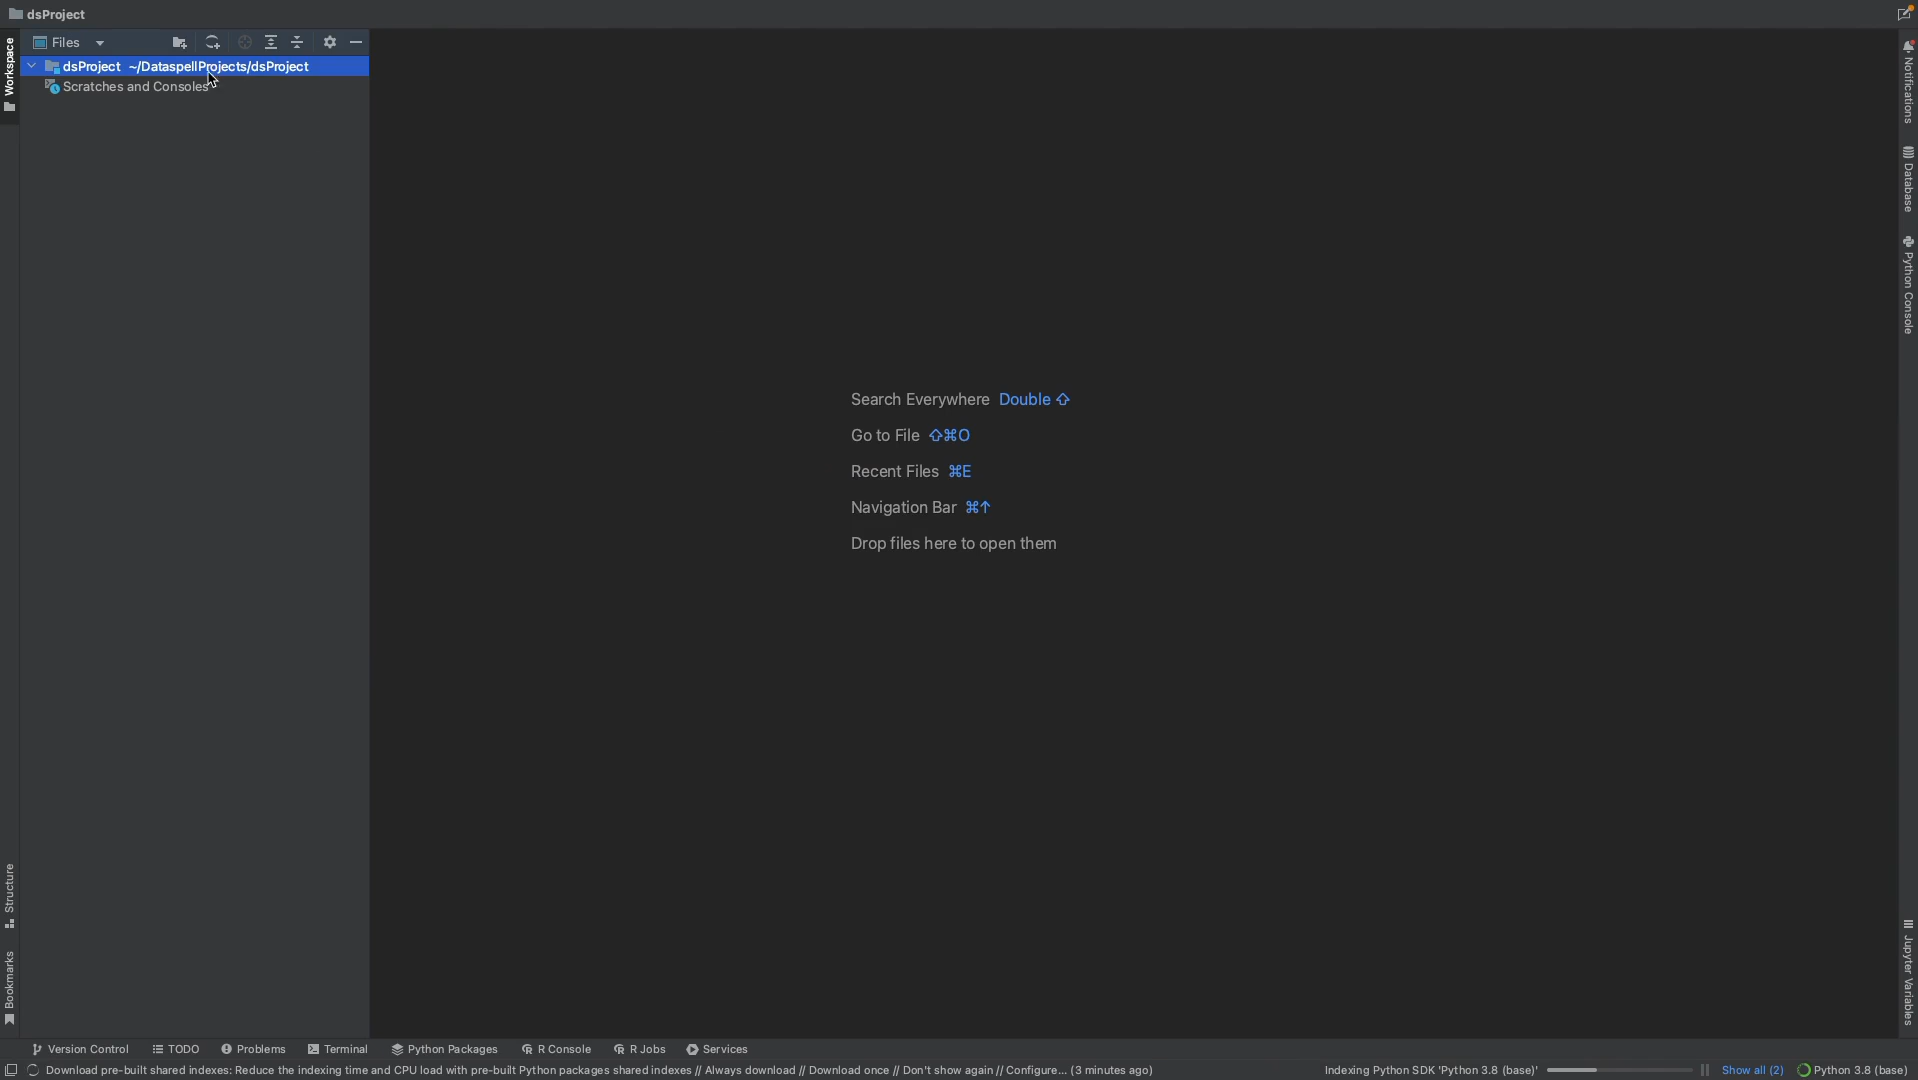 dsProject
Files
Workspace
dsProject ~/DataspellProjects/dsProject
Scratches and Consoles
Notifications
Database
Python Console
Search Everywhere Double ⇧
Go to File ⇧⌘O
Recent Files ⌘E
Navigation Bar ⌘↑
Drop files here to open them
Structure
Bookmarks
Jupyter Variables
Version Control TODO Problems Terminal Python Packages R Console R Jobs Services
Download pre-built shared indexes: Reduce the indexing time and CPU load with pre-built Python packages shared indexes // Always download // Download once // Don't show again // Configure... (3 minutes ago) Indexing Python SDK 'Python 3.8 (base)' Show all (2) Python 3.8 (base)